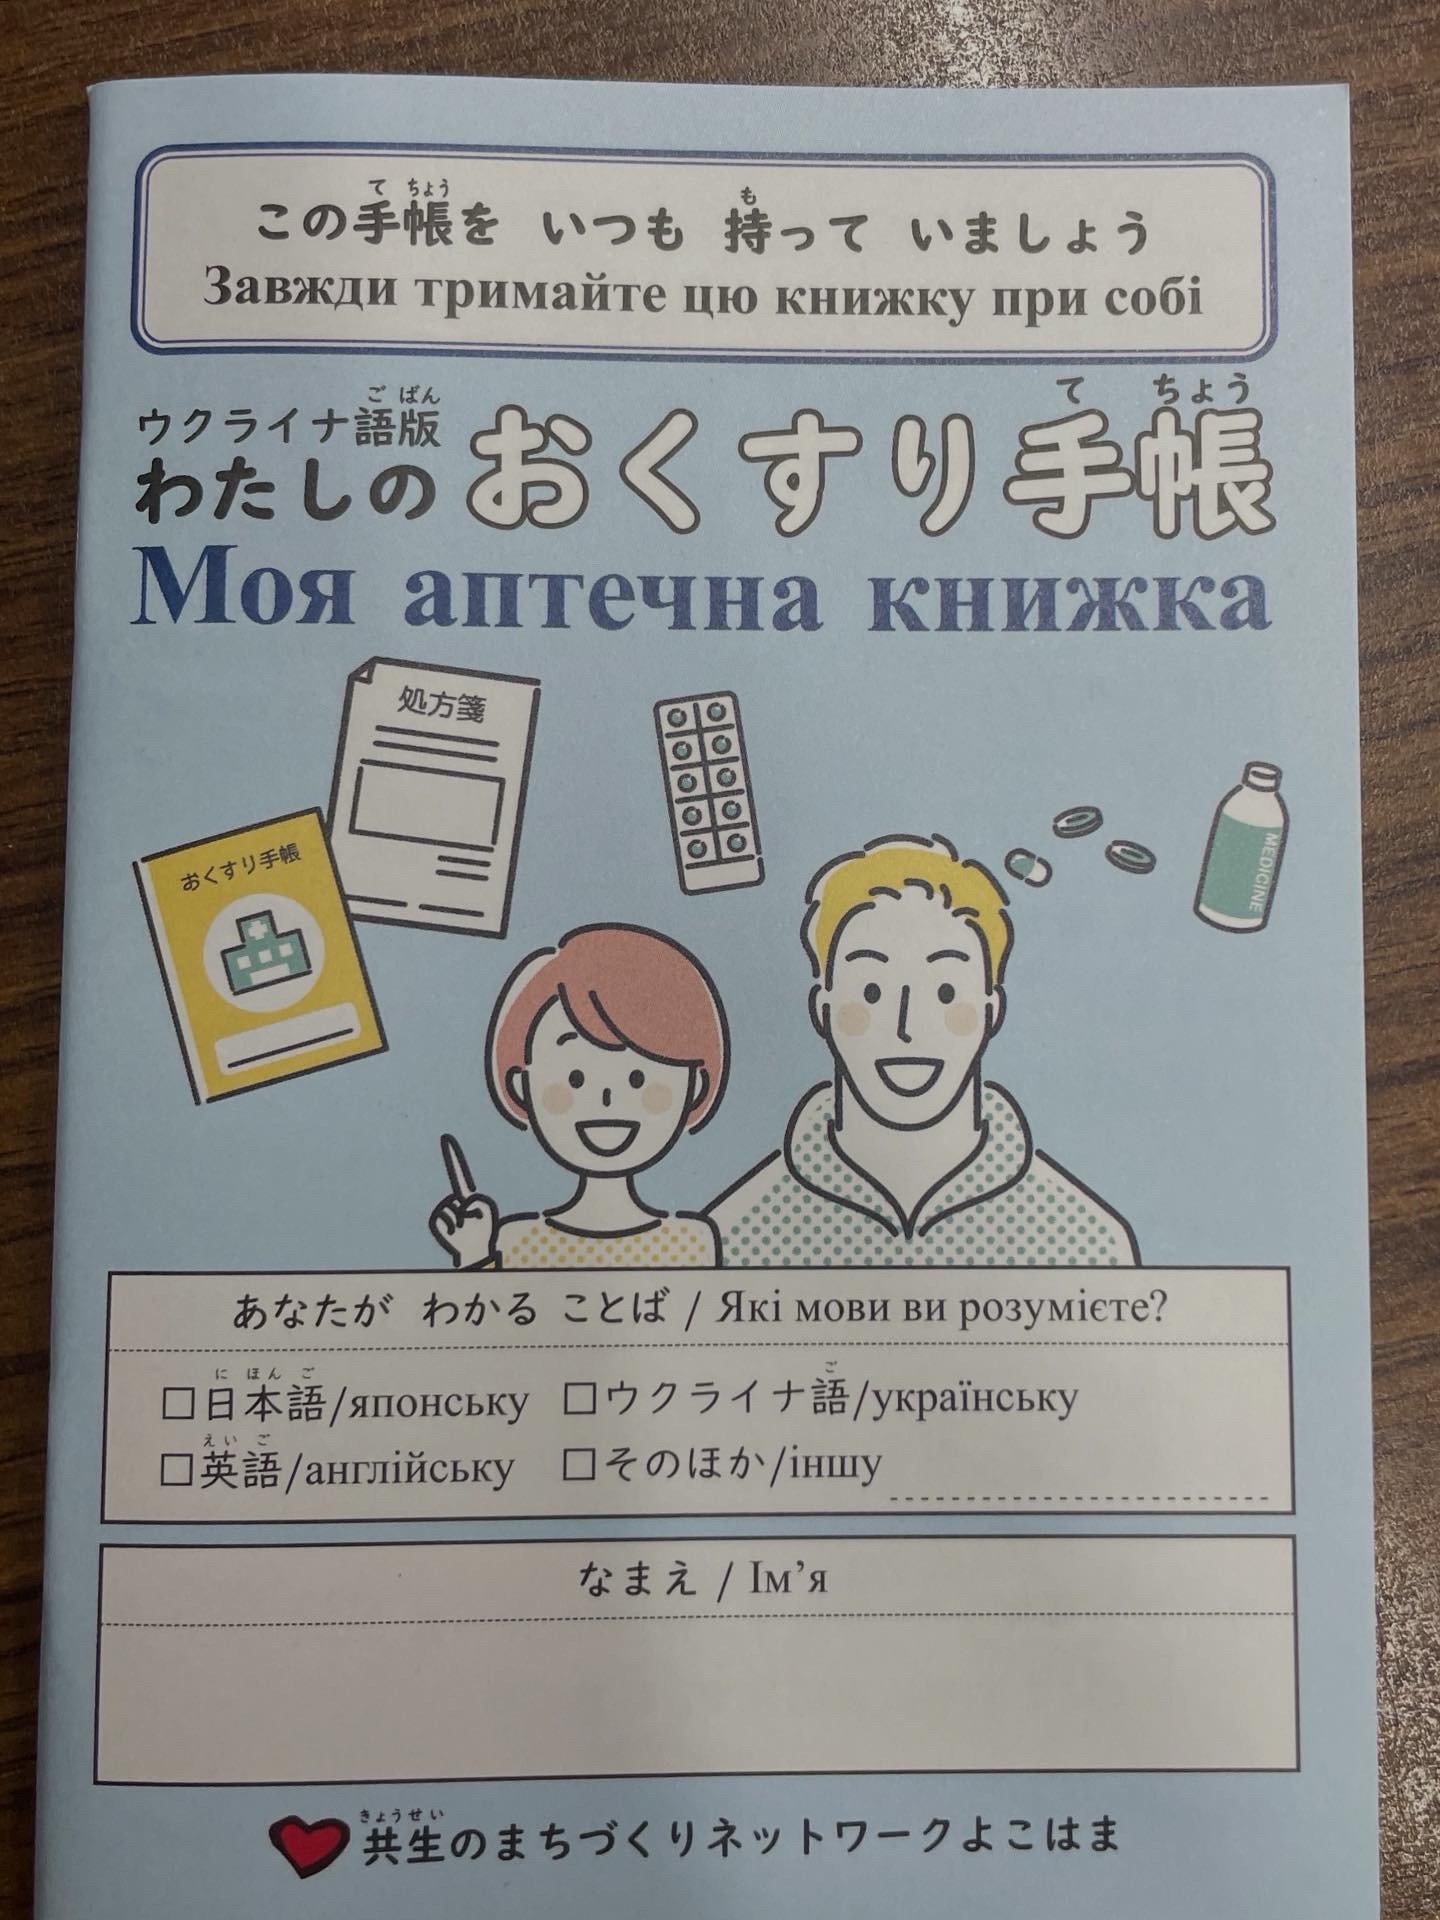 この手帳を いつも 持って いましょう
Завжди тримайте цю книжку при собі
ウクライナ語版
わたしの おくすり手帳
Моя аптечна книжка
処方箋
おくすり手帳
MEDICINE
あなたが わかる ことば / Які мови ви розумієте?
□日本語/японську □ウクライナ語/українську
□英語/англійську □そのほか/іншу
なまえ / Ім’я
共生のまちづくりネットワークよこはま